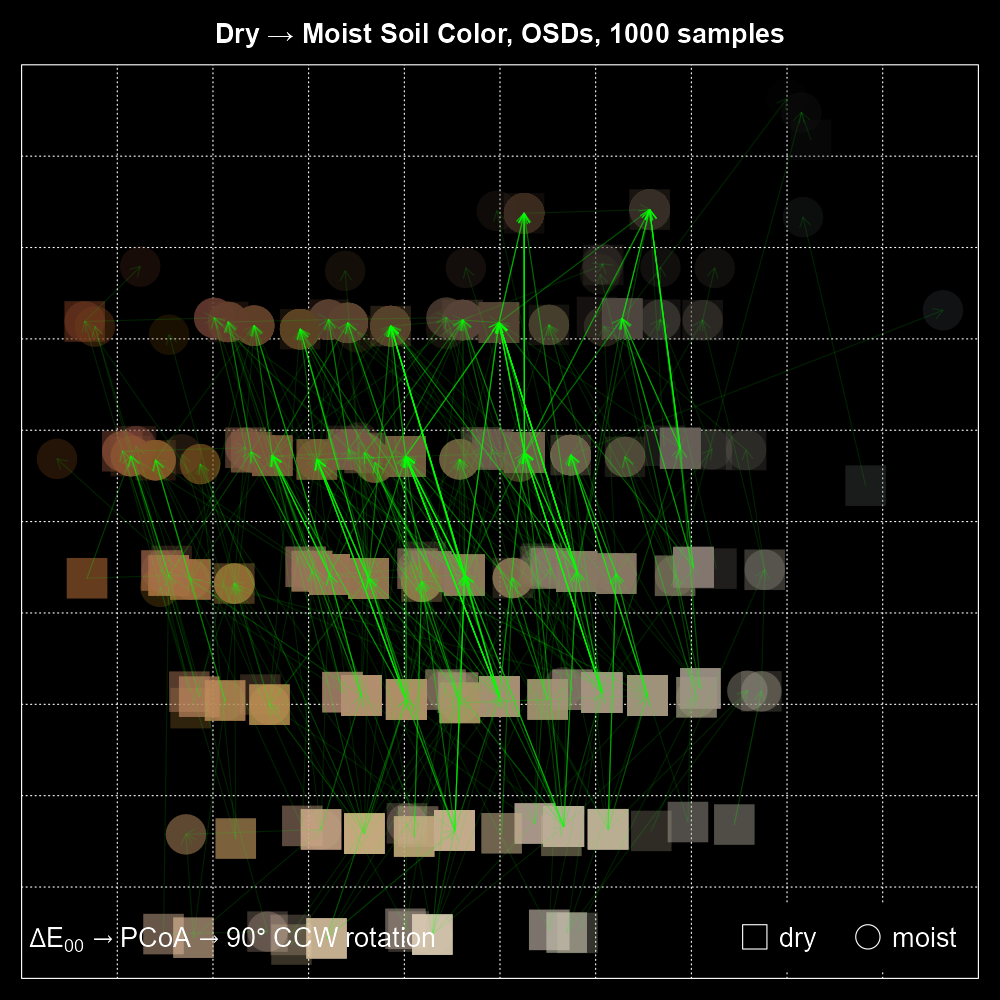 Dry → Moist Soil Color, OSDs, 1000 samples
ΔE₀₀ → PCoA → 90° CCW rotation
dry
moist